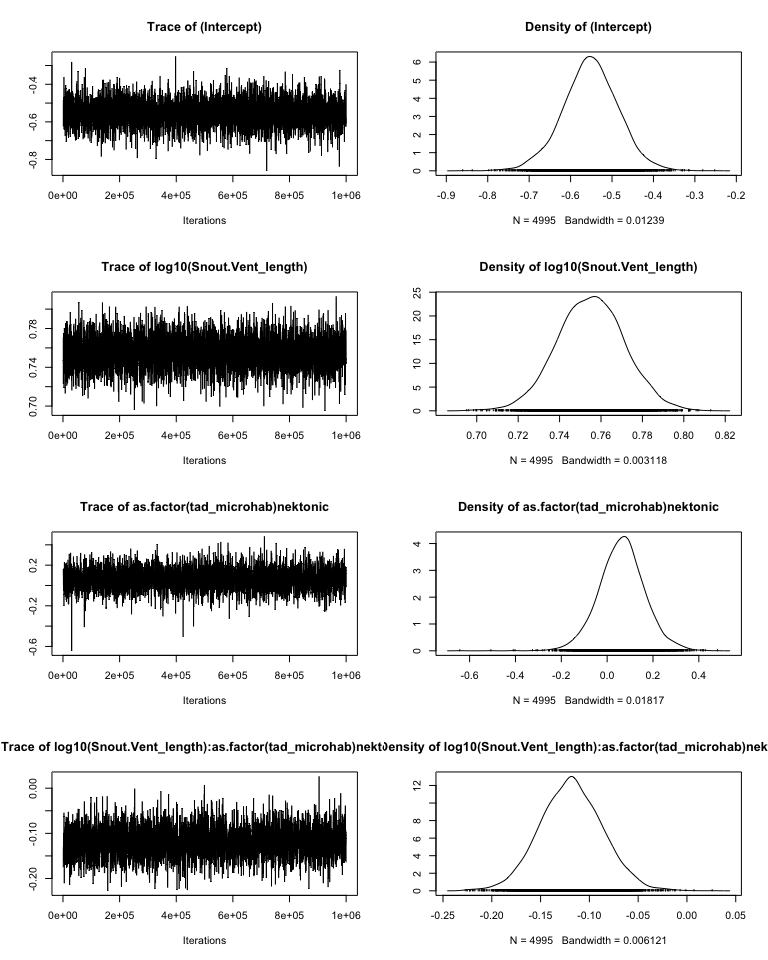 Trace of (Intercept)
-0.4
-0.6
-0.8
0e+00 2e+05 4e+05 6e+05 8e+05 1e+06
Iterations
Density of (Intercept)
6
5
4
3
2
1
0
-0.9 -0.8 -0.7 -0.6 -0.5 -0.4 -0.3 -0.2
N = 4995 Bandwidth = 0.01239
Trace of log10(Snout.Vent_length)
0.78
0.74
0.70
0e+00 2e+05 4e+05 6e+05 8e+05 1e+06
Iterations
Density of log10(Snout.Vent_length)
25
20
15
10
5
0
0.70 0.72 0.74 0.76 0.78 0.80 0.82
N = 4995 Bandwidth = 0.003118
Trace of as.factor(tad_microhab)nektonic
0.2
-0.2
-0.6
0e+00 2e+05 4e+05 6e+05 8e+05 1e+06
Iterations
Density of as.factor(tad_microhab)nektonic
4
3
2
1
0
-0.6 -0.4 -0.2 0.0 0.2 0.4
N = 4995 Bandwidth = 0.01817
Trace of log10(Snout.Vent_length):as.factor(tad_microhab)nekt
0.00
-0.10
-0.20
0e+00 2e+05 4e+05 6e+05 8e+05 1e+06
Iterations
ensity of log10(Snout.Vent_length):as.factor(tad_microhab)nek
12
8
6
4
2
0
-0.25 -0.20 -0.15 -0.10 -0.05 0.00 0.05
N = 4995 Bandwidth = 0.006121